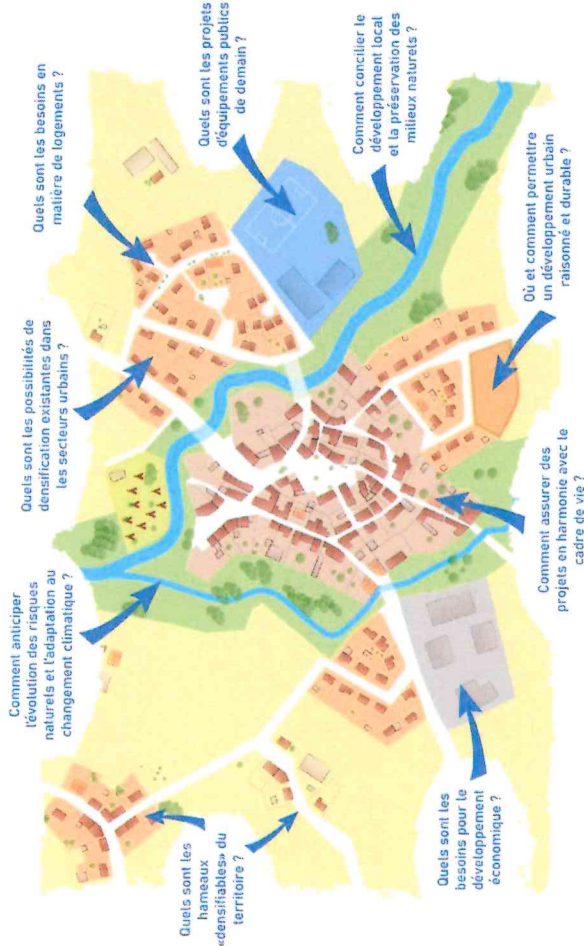 Comment anticiper
l'évolution des risques
naturels et l'adaptation au
changement climatique ?
Quels sont les possibilités de
densification existantes dans
les secteurs urbains ?
Quels sont les besoins en
matière de logements ?
Quels sont les projets
d'équipements publics
de demain ?
Quels sont les
hameaux
«densifiables» du
territoire ?
Comment concilier le
développement local
et la préservation des
milieux naturels ?
Quels sont les
besoins pour le
développement
économique ?
Comment assurer des
projets en harmonie avec le
cadre de vie ?
Où et comment permettre
un développement urbain
raisonné et durable ?